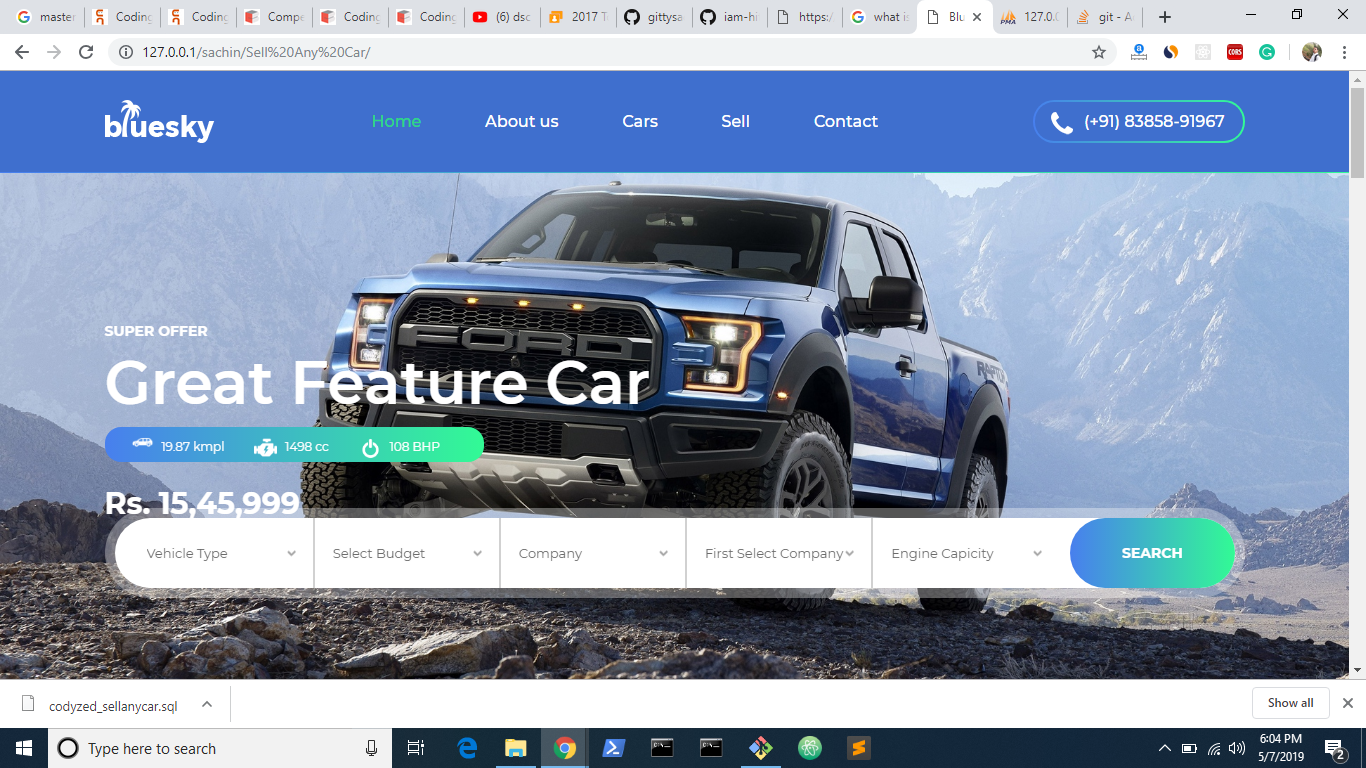 master
Coding
Coding
Compe
Coding
Coding
(6) dsc
2017 T
gittysa
iam-hi
https:/
what is
Blu
127.0.0
git - A
127.0.0.1/sachin/Sell%20Any%20Car/
CORS
bluesky
Home
About us
Cars
Sell
Contact
(+91) 83858-91967
FORD
RAPTOR
SUPER OFFER
Great Feature Car
19.87 kmpl
1498 cc
108 BHP
Rs. 15,45,999
Vehicle Type
Select Budget
Company
First Select Company
Engine Capicity
SEARCH
codyzed_sellanycar.sql
Show all
Type here to search
6:04 PM
5/7/2019
2